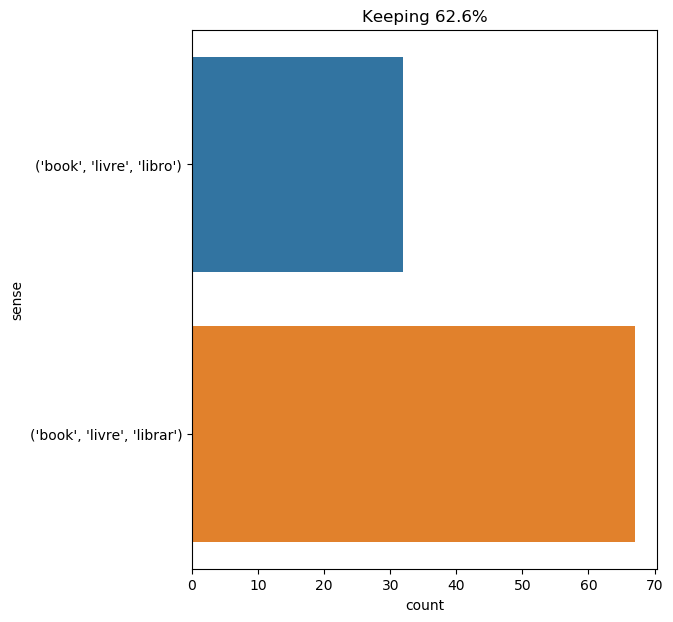 Keeping 62.6%
('book', 'livre', 'libro')
('book', 'livre', 'librar')
sense
0 10 20 30 40 50 60 70
count